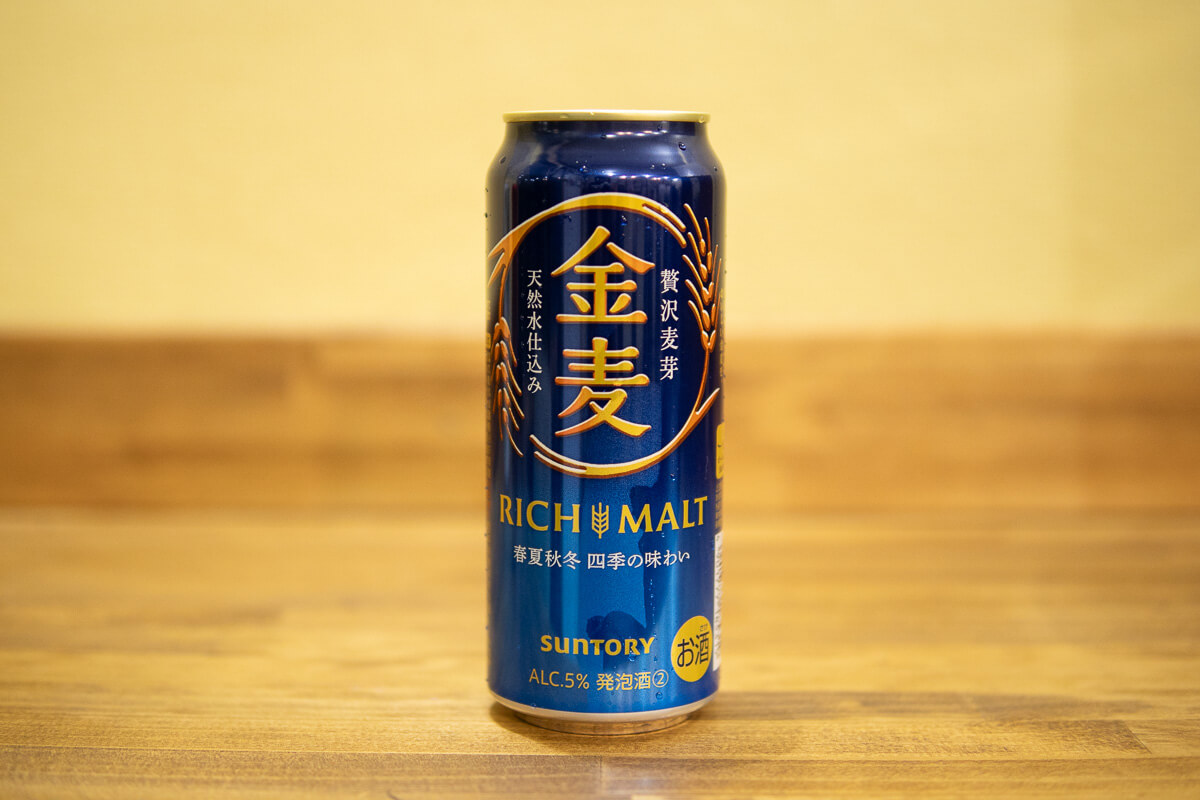 金麦
贅沢麦芽
天然水仕込み
RICH MALT
春夏秋冬 四季の味わい
SUNTORY
お酒
ALC.5% 発泡酒②